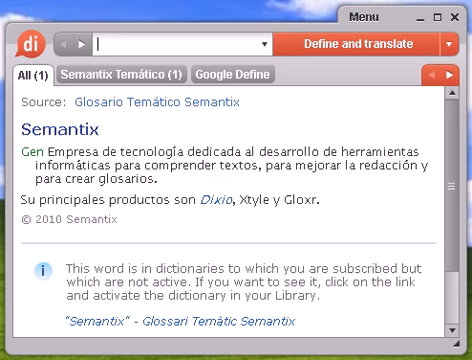 Menu
di
Define and translate
All (1) Semantix Temático (1) Google Define
Source: Glosario Temático Semantix
Semantix
Gen Empresa de tecnología dedicada al desarrollo de herramientas
informáticas para comprender textos, para mejorar la redacción y
para crear glosarios.
Su principales productos son Dixio, Xtyle y Gloxr.
© 2010 Semantix
i
This word is in dictionaries to which you are subscribed but
which are not active. If you want to see it, click on the link
and activate the dictionary in your Library.
"Semantix" - Glossari Temàtic Semantix